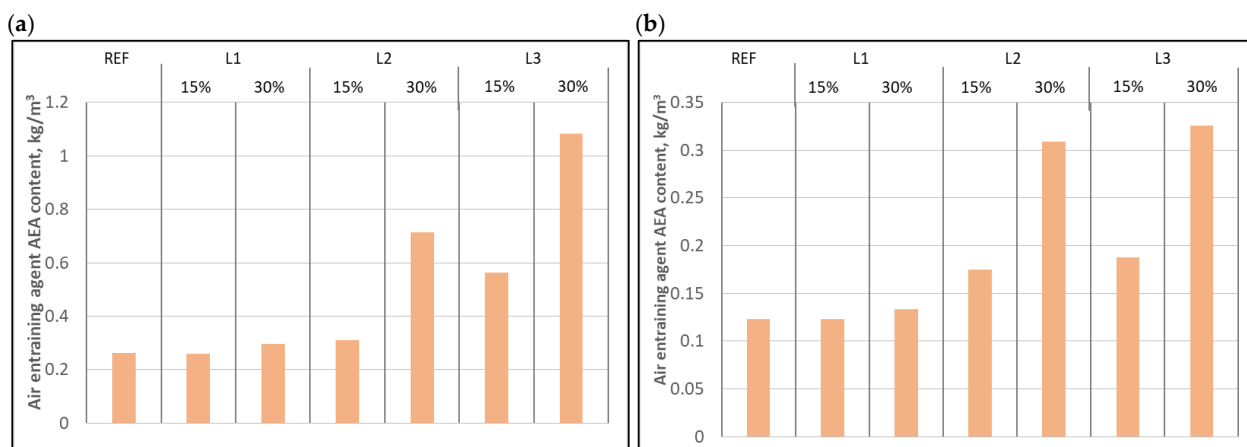 (a)
REF L1 L2 L3
15% 30% 15% 30% 15% 30%
Air entraining agent AEA content, kg/m³
1.2
1
0.8
0.6
0.4
0.2
0
(b)
REF L1 L2 L3
15% 30% 15% 30% 15% 30%
Air entraining agent AEA content, kg/m³
0.35
0.3
0.25
0.2
0.15
0.1
0.05
0